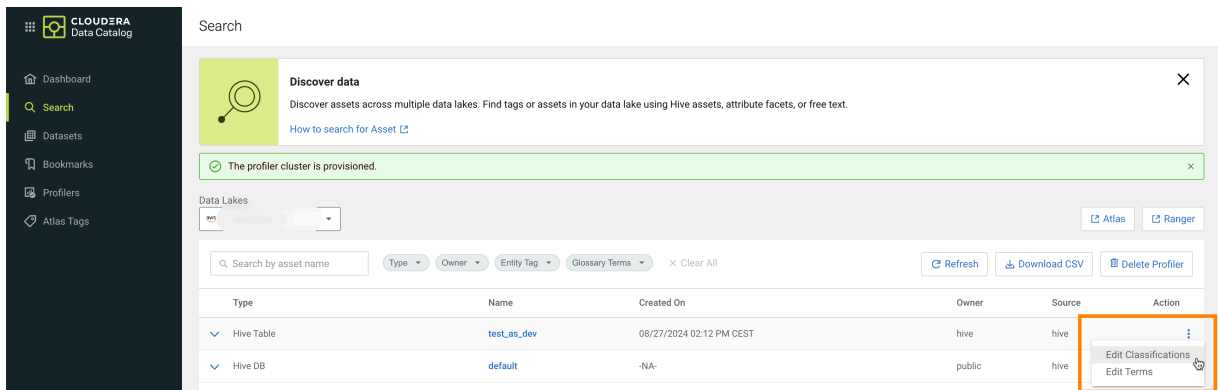 CLOUDERA
Data Catalog
Search
Dashboard
Search
Datasets
Bookmarks
Profilers
Atlas Tags
Discover data
Discover assets across multiple data lakes. Find tags or assets in your data lake using Hive assets, attribute facets, or free text.
How to search for Asset
The profiler cluster is provisioned.
Data Lakes
aws
Atlas
Ranger
Search by asset name
Type
Owner
Entity Tag
Glossary Terms
Clear All
Refresh
Download CSV
Delete Profiler
Type Name Created On Owner Source Action
Hive Table test_as_dev 08/27/2024 02:12 PM CEST hive hive
Hive DB default -NA- public hive
Edit Classifications
Edit Terms